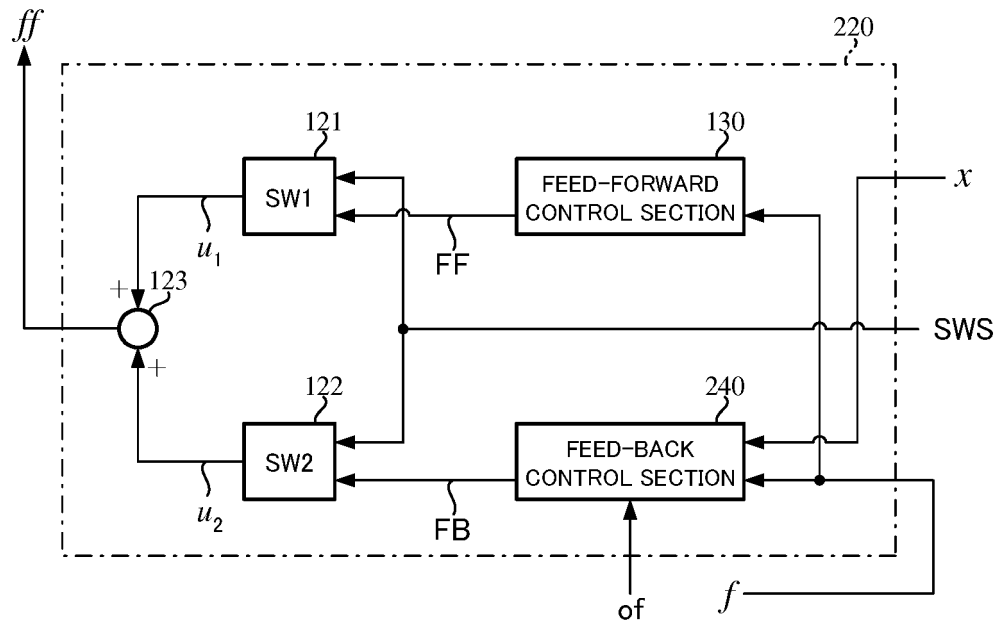 ff
220
121
130
SW1
FEED-FORWARD
CONTROL SECTION
x
u1
FF
+
123
SWS
+
122
240
SW2
FEED-BACK
CONTROL SECTION
u2
FB
of
f